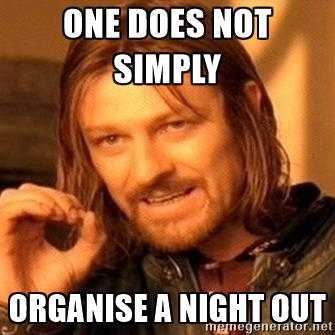 ONE DOES NOT
SIMPLY
ORGANISE A NIGHT OUT
memegenerator.net